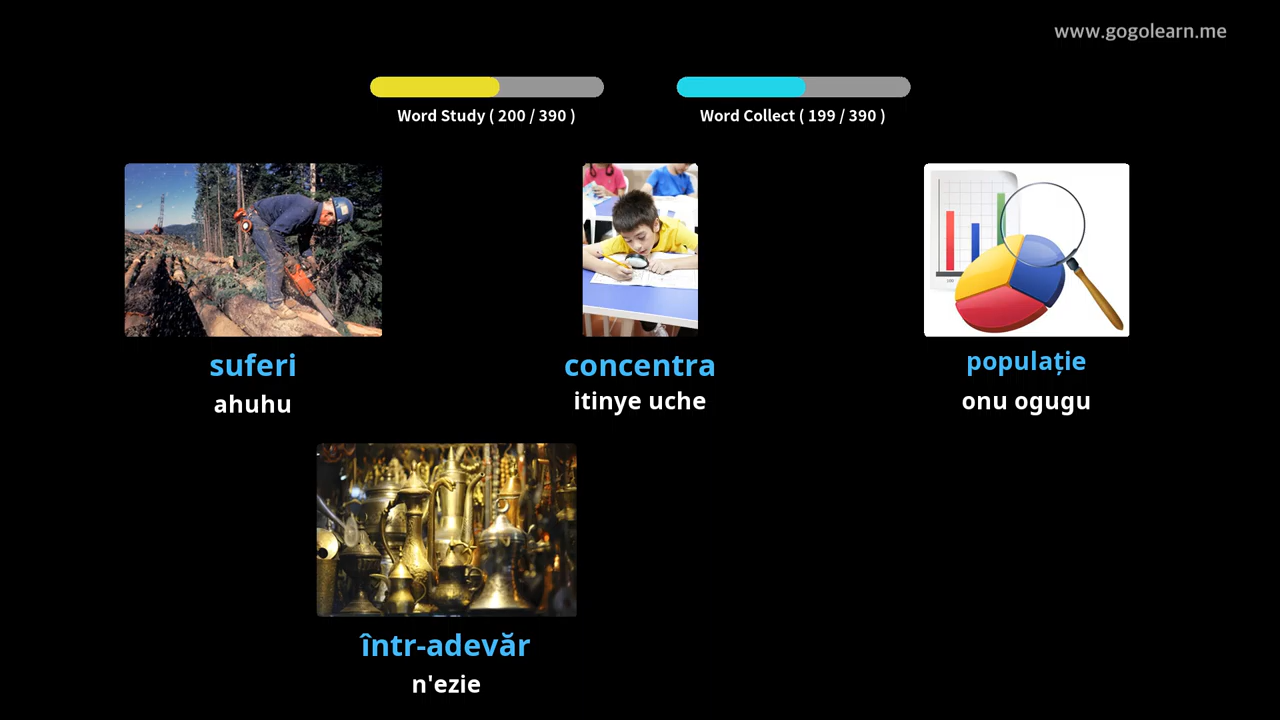 www.gogolearn.me
Word Study ( 200 / 390 )
Word Collect ( 199 / 390 )
suferi
ahuhu
concentra
itinye uche
populație
onu ogugu
într-adevăr
n'ezie